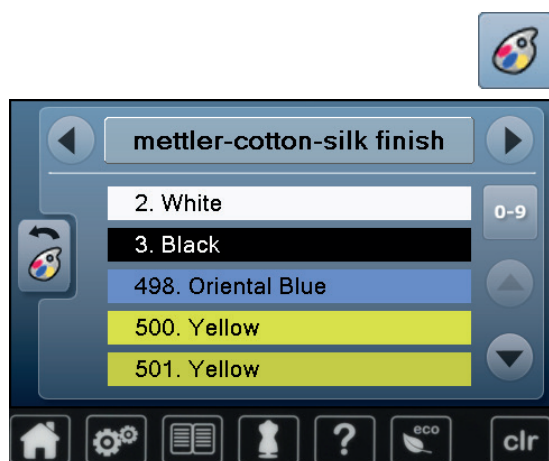 mettler-cotton-silk finish
2. White
0-9
3. Black
498. Oriental Blue
500. Yellow
501. Yellow
?
eco
clr